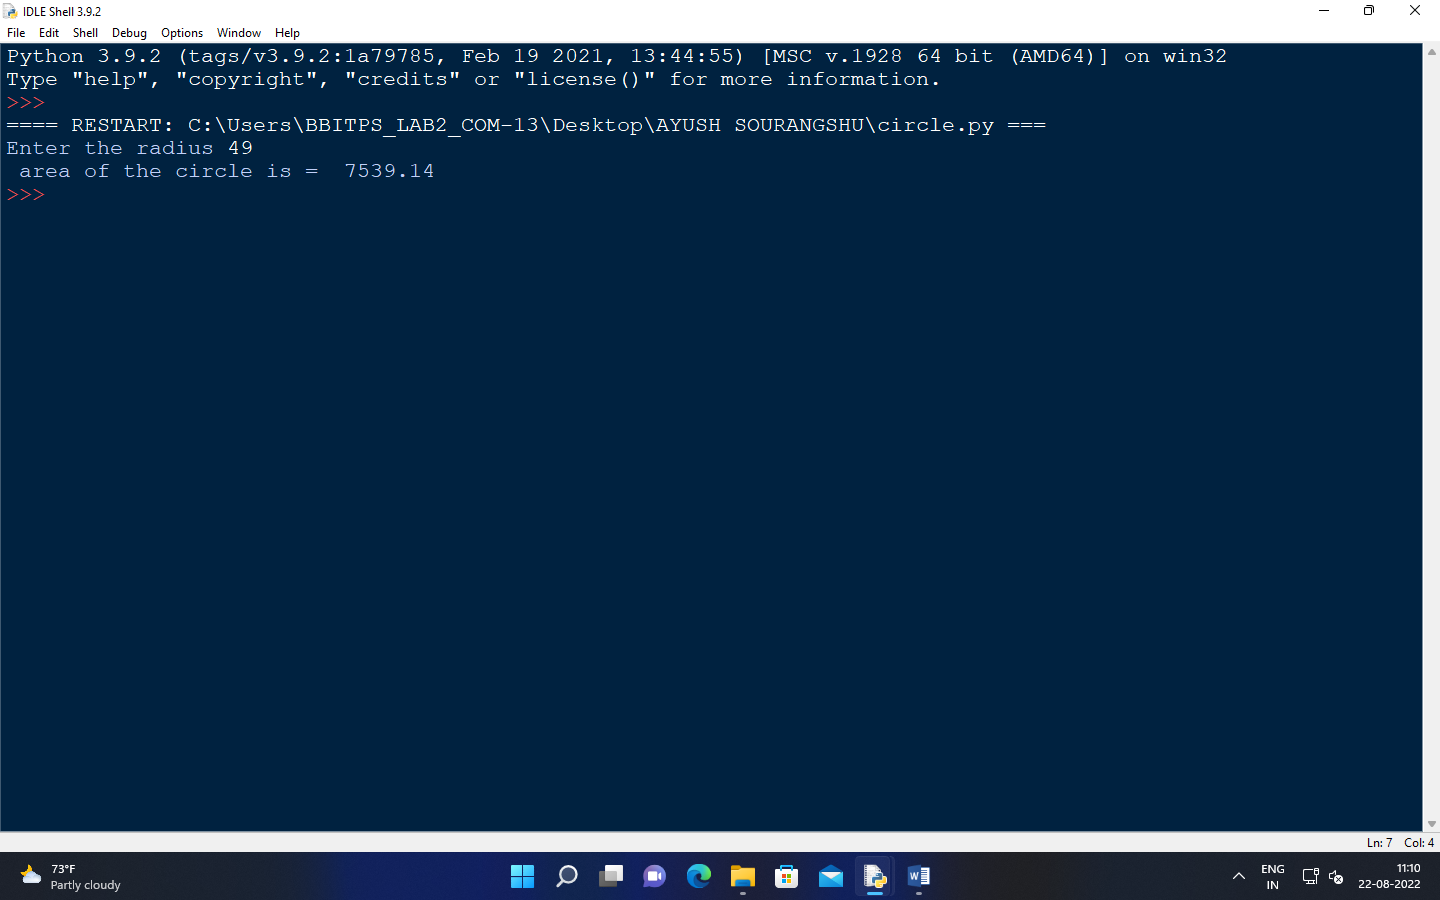 IDLE Shell 3.9.2
File Edit Shell Debug Options Window Help
Python 3.9.2 (tags/v3.9.2:1a79785, Feb 19 2021, 13:44:55) [MSC v.1928 64 bit (AMD64)] on win32
Type "help", "copyright", "credits" or "license()" for more information.
>>>
==== RESTART: C:\Users\BBITPS_LAB2_COM-13\Desktop\AYUSH SOURANGSHU\circle.py ===
Enter the radius 49
 area of the circle is =  7539.14
>>>
Ln: 7 Col: 4
73°F
Partly cloudy
ENG
IN
11:10
22-08-2022